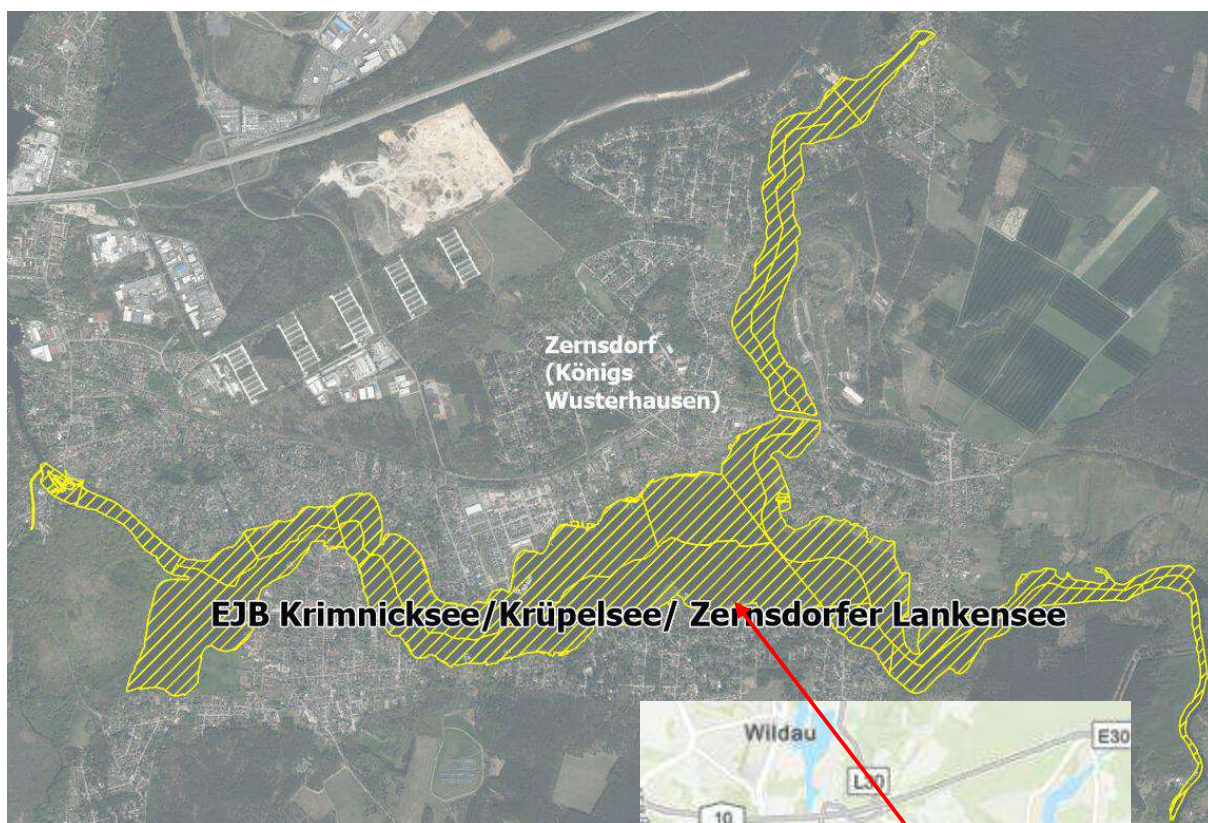 Zernsdorf
(Königs
Wusterhausen)
EJB Krimnicksee/Krüpelsee/ Zernsdorfer Lankensee
Wildau
E30
L30
10